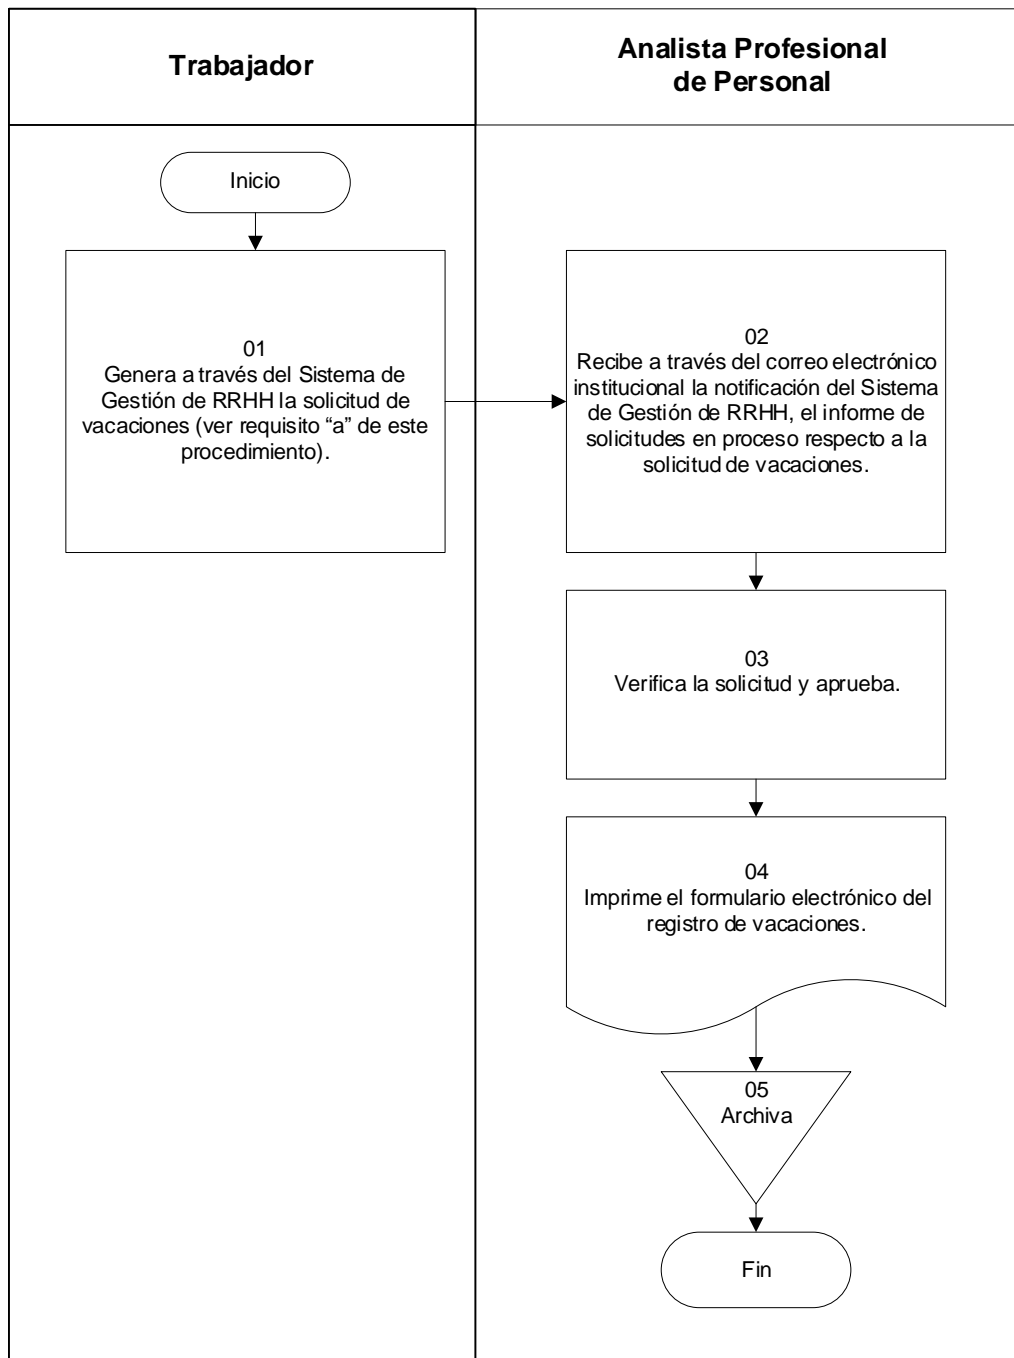 Trabajador
Analista Profesional
de Personal
Inicio
01
Genera a través del Sistema de
Gestión de RRHH la solicitud de
vacaciones (ver requisito “a” de este
procedimiento).
02
Recibe a través del correo electrónico
institucional la notificación del Sistema
de Gestión de RRHH, el informe de
solicitudes en proceso respecto a la
solicitud de vacaciones.
03
Verifica la solicitud y aprueba.
04
Imprime el formulario electrónico del
registro de vacaciones.
05
Archiva
Fin